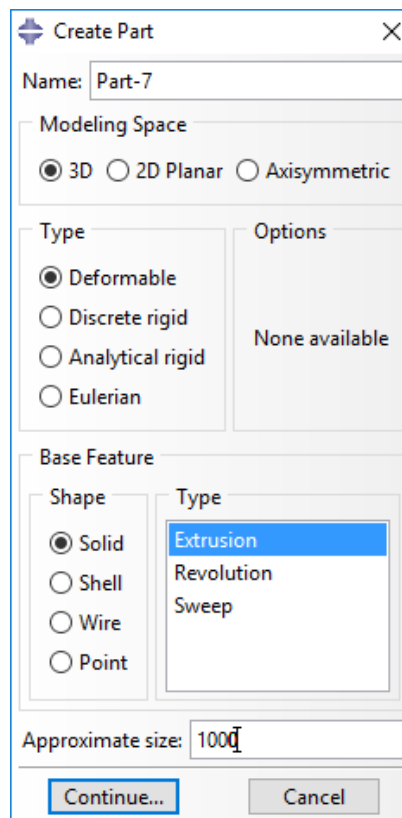 Create Part
Name: Part-7
Modeling Space
3D 2D Planar Axisymmetric
Type
Deformable
Discrete rigid
Analytical rigid
Eulerian
Options
None available
Base Feature
Shape
Solid
Shell
Wire
Point
Type
Extrusion
Revolution
Sweep
Approximate size: 1000
Continue... Cancel